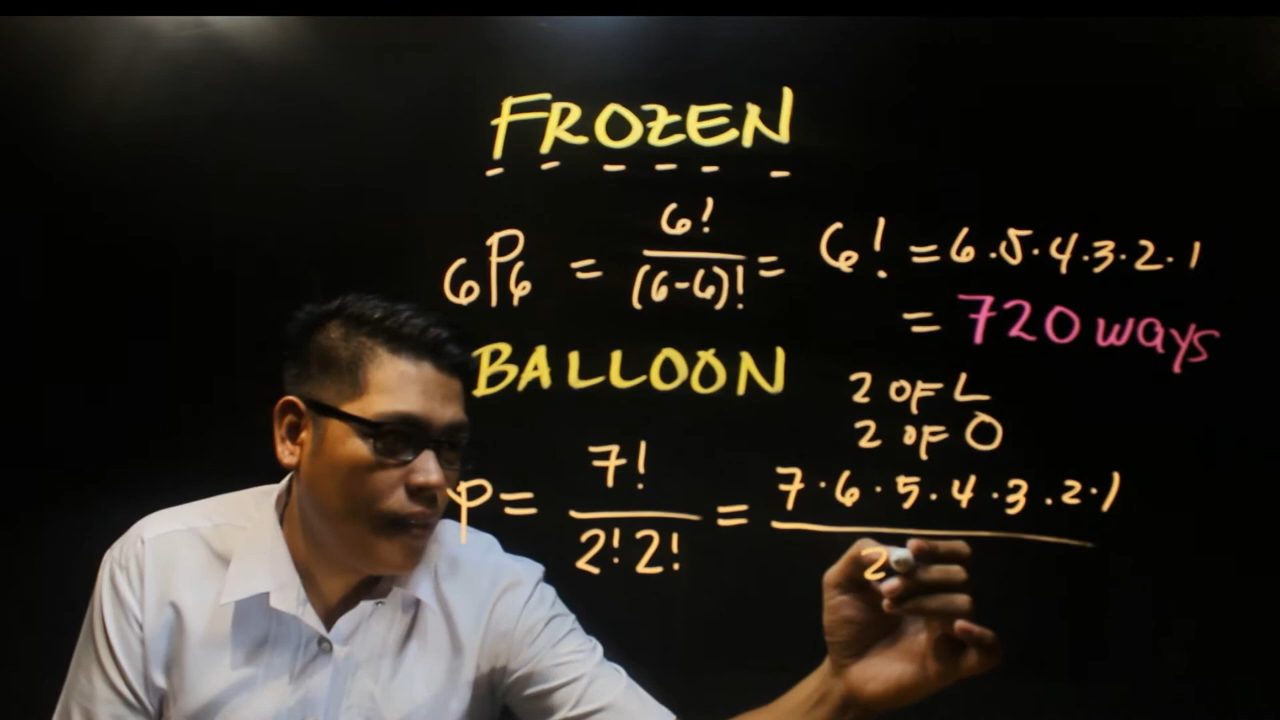 FROZEN
6P6 = 6!/(6-6)! = 6! = 6·5·4·3·2·1
= 720 ways
BALLOON
2 OF L
2 OF O
P = 7!/2!2! = 7·6·5·4·3·2·1/2